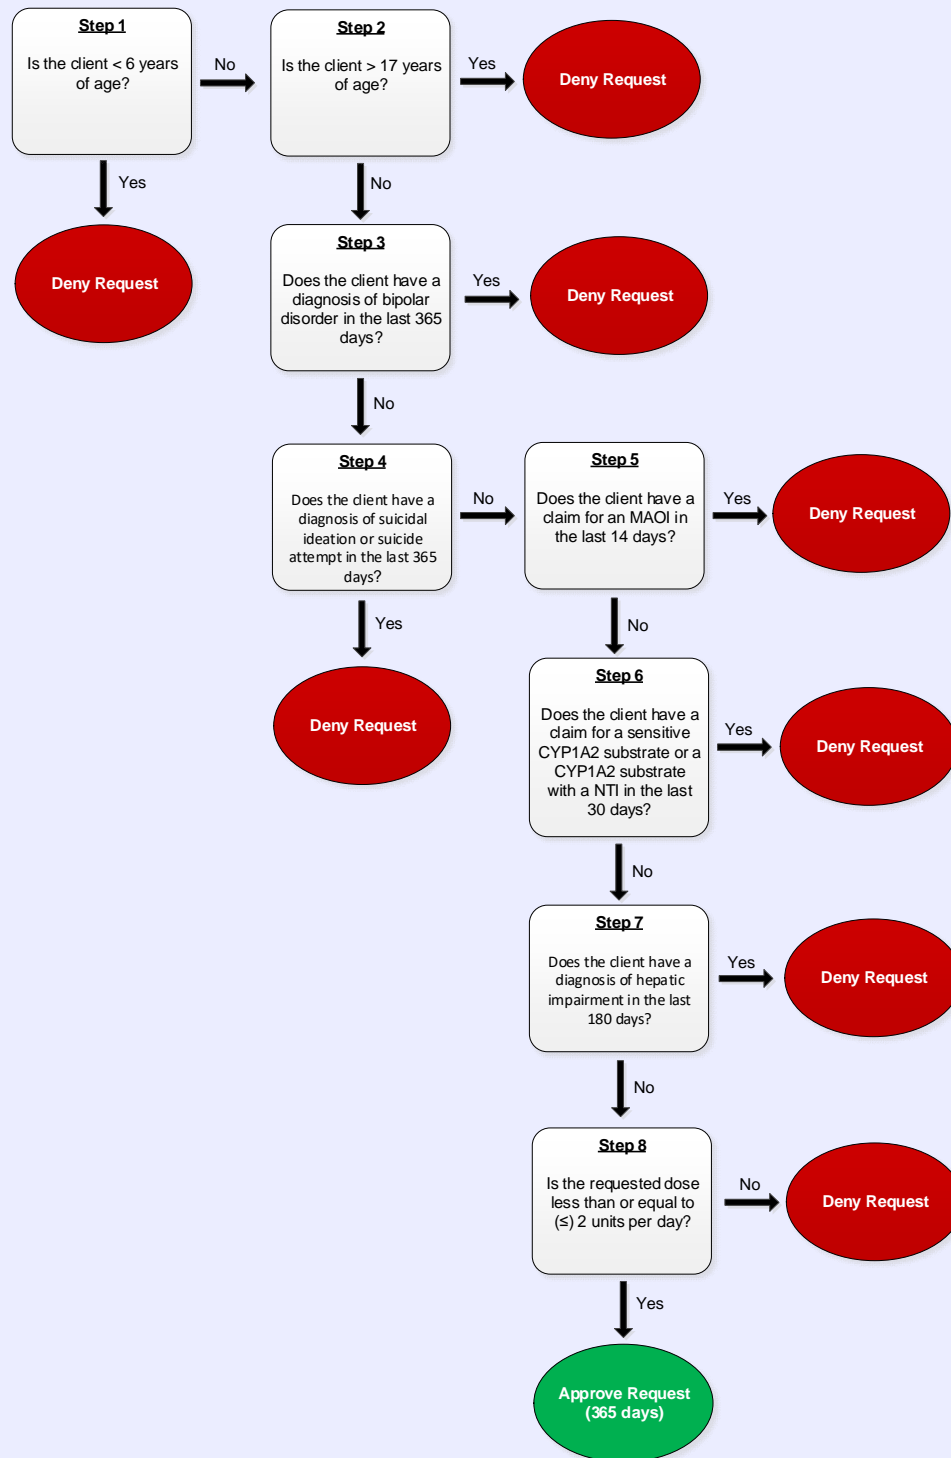 Step 1
Is the client < 6 years
of age?
No
Step 2
Is the client > 17 years
of age?
Yes
Deny Request
Yes
Deny Request
No
Step 3
Does the client have a
diagnosis of bipolar
disorder in the last 365
days?
Yes
Deny Request
No
Step 4
Does the client have a
diagnosis of suicidal
ideation or suicide
attempt in the last 365
days?
No
Step 5
Does the client have a
claim for an MAOI in
the last 14 days?
Yes
Deny Request
Yes
Deny Request
No
Step 6
Does the client have a
claim for a sensitive
CYP1A2 substrate or a
CYP1A2 substrate
with a NTI in the last
30 days?
Yes
Deny Request
No
Step 7
Does the client have a
diagnosis of hepatic
impairment in the last
180 days?
Yes
Deny Request
No
Step 8
Is the requested dose
less than or equal to
(≤) 2 units per day?
No
Deny Request
Yes
Approve Request
(365 days)